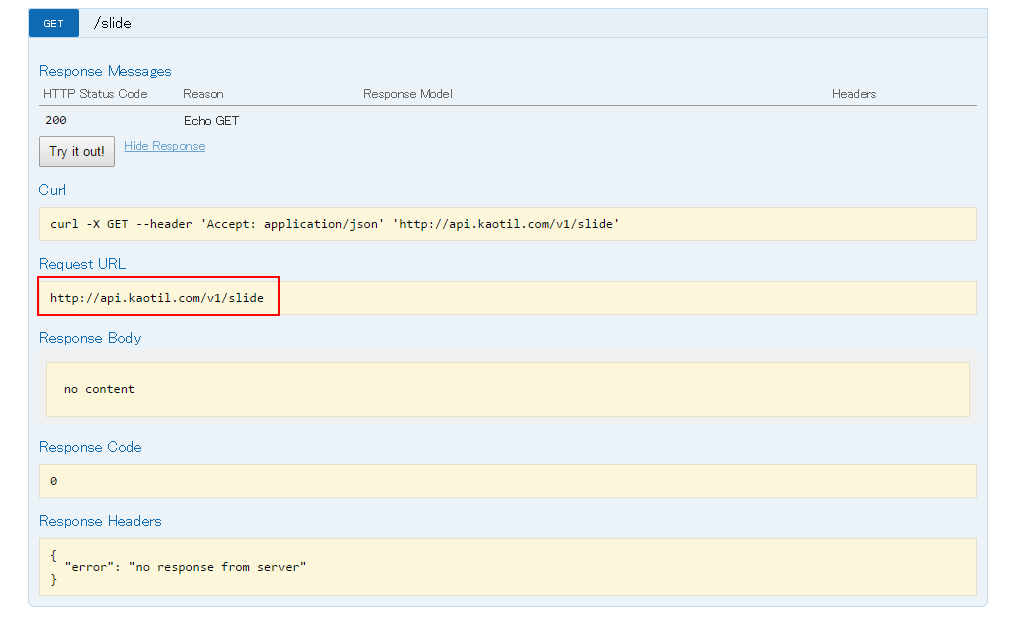 GET /slide
Response Messages
HTTP Status Code Reason Response Model Headers
200 Echo GET
Try it out! Hide Response
Curl
curl -X GET --header 'Accept: application/json' 'http://api.kaotil.com/v1/slide'
Request URL
http://api.kaotil.com/v1/slide
Response Body
no content
Response Code
0
Response Headers
{
"error": "no response from server"
}